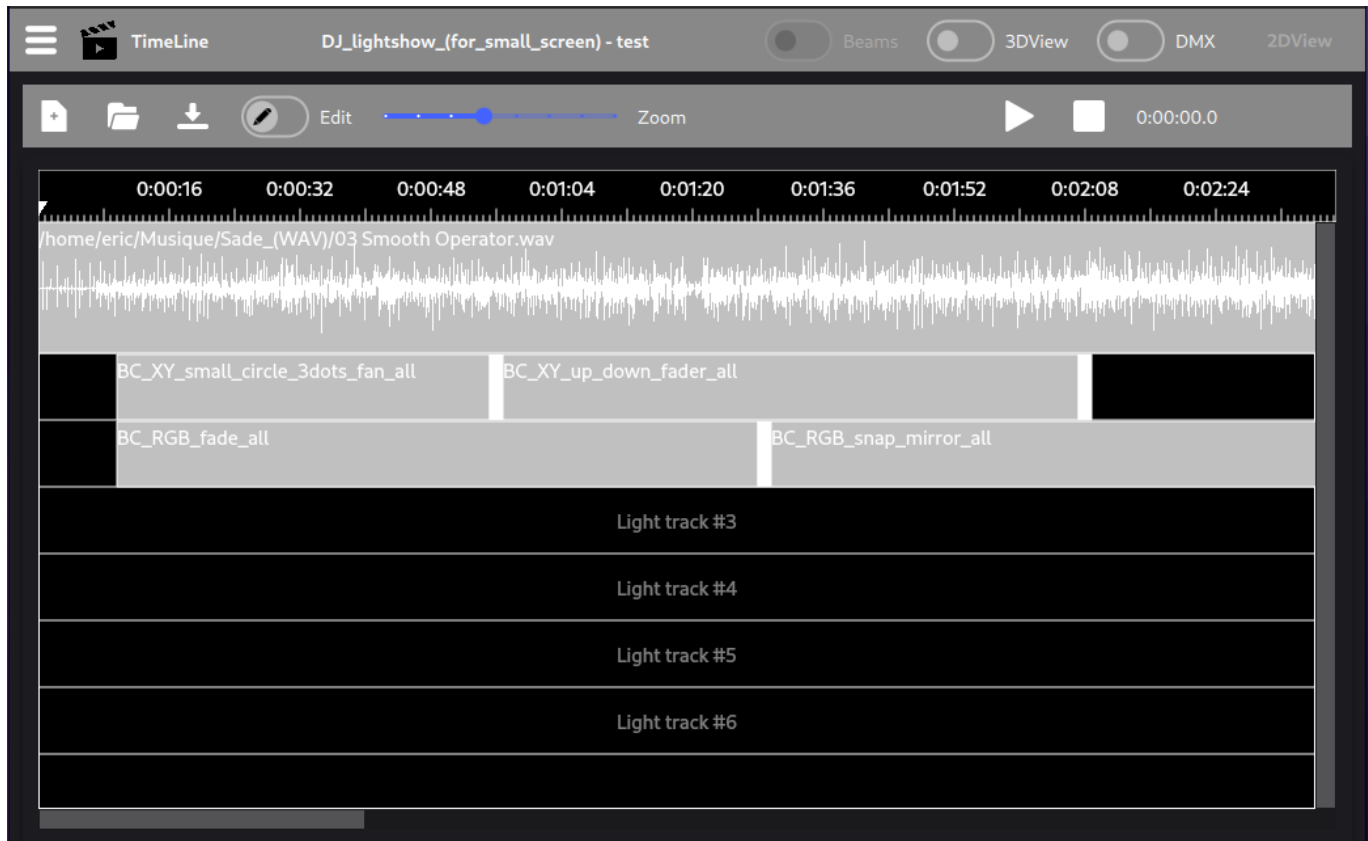 TimeLine DJ_lightshow_(for_small_screen) - test Beams 3DView DMX 2DView
Edit Zoom 0:00:00.0
0:00:16 0:00:32 0:00:48 0:01:04 0:01:20 0:01:36 0:01:52 0:02:08 0:02:24
/home/eric/Musique/Sade_(WAV)/03 Smooth Operator.wav
BC_XY_small_circle_3dots_fan_all BC_XY_up_down_fader_all
BC_RGB_fade_all BC_RGB_snap_mirror_all
Light track #3
Light track #4
Light track #5
Light track #6